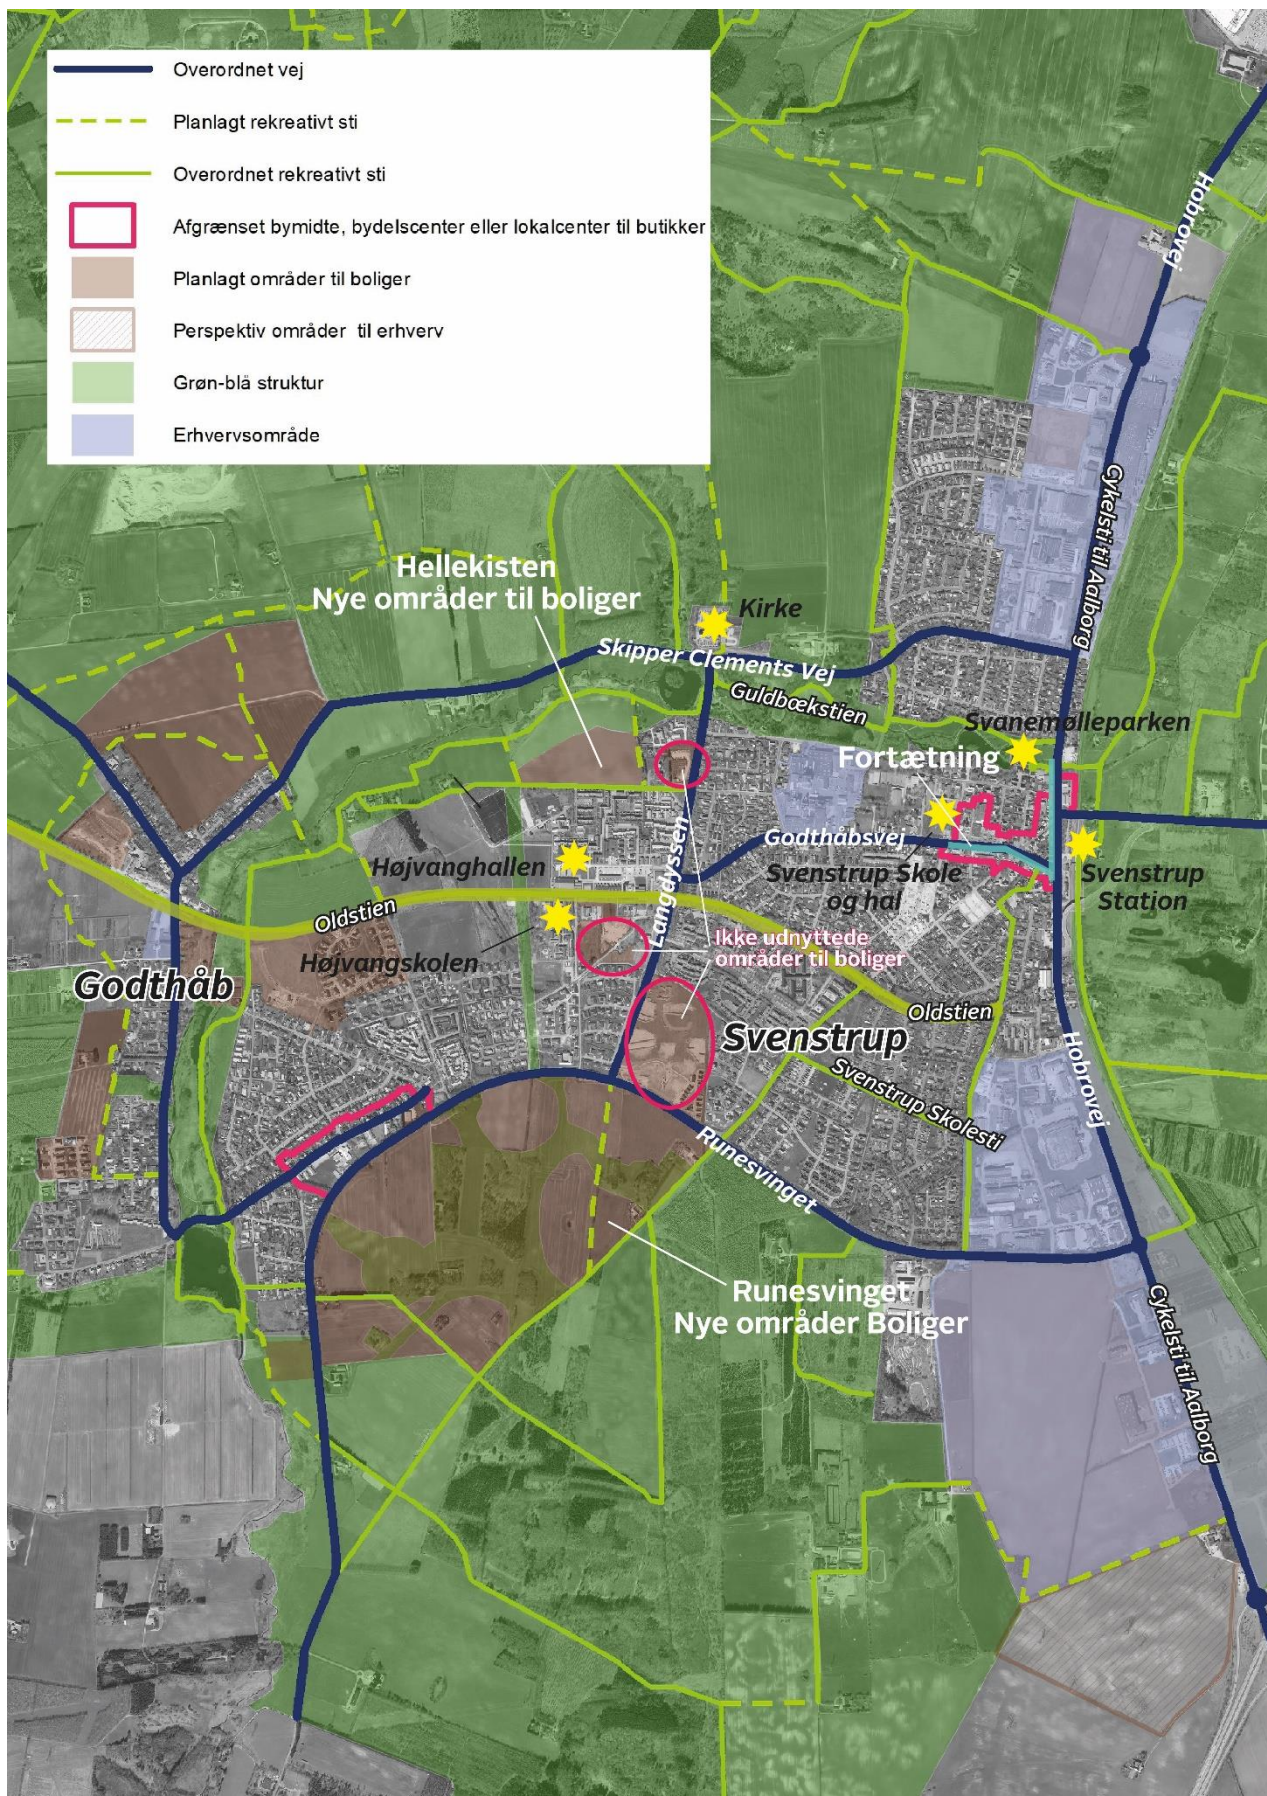 Overordnet vej
Planlagt rekreativt sti
Overordnet rekreativt sti
Afgrænset bymidte, bydelscenter eller lokalcenter til butikker
Planlagt områder til boliger
Perspektiv områder til erhverv
Grøn-blå struktur
Erhvervsområde
Hobrovej
Cykelsti til Aalborg
Hellekisten
Nye områder til boliger
Kirke
Skipper Clements Vej
Guldbækstien
Svanemølleparken
Fortætning
Godthåbsvej
Svenstrup Skole
og hal
Svenstrup
Station
Højvanghallen
Langdyssen
Oldstien
Højvangskolen
Ikke udnyttede
områder til boliger
Godthåb
Oldstien
Svenstrup
Hobrovej
Svenstrup Skolesti
Runesvinget
Runesvinget
Nye områder Boliger
Cykelsti til Aalborg